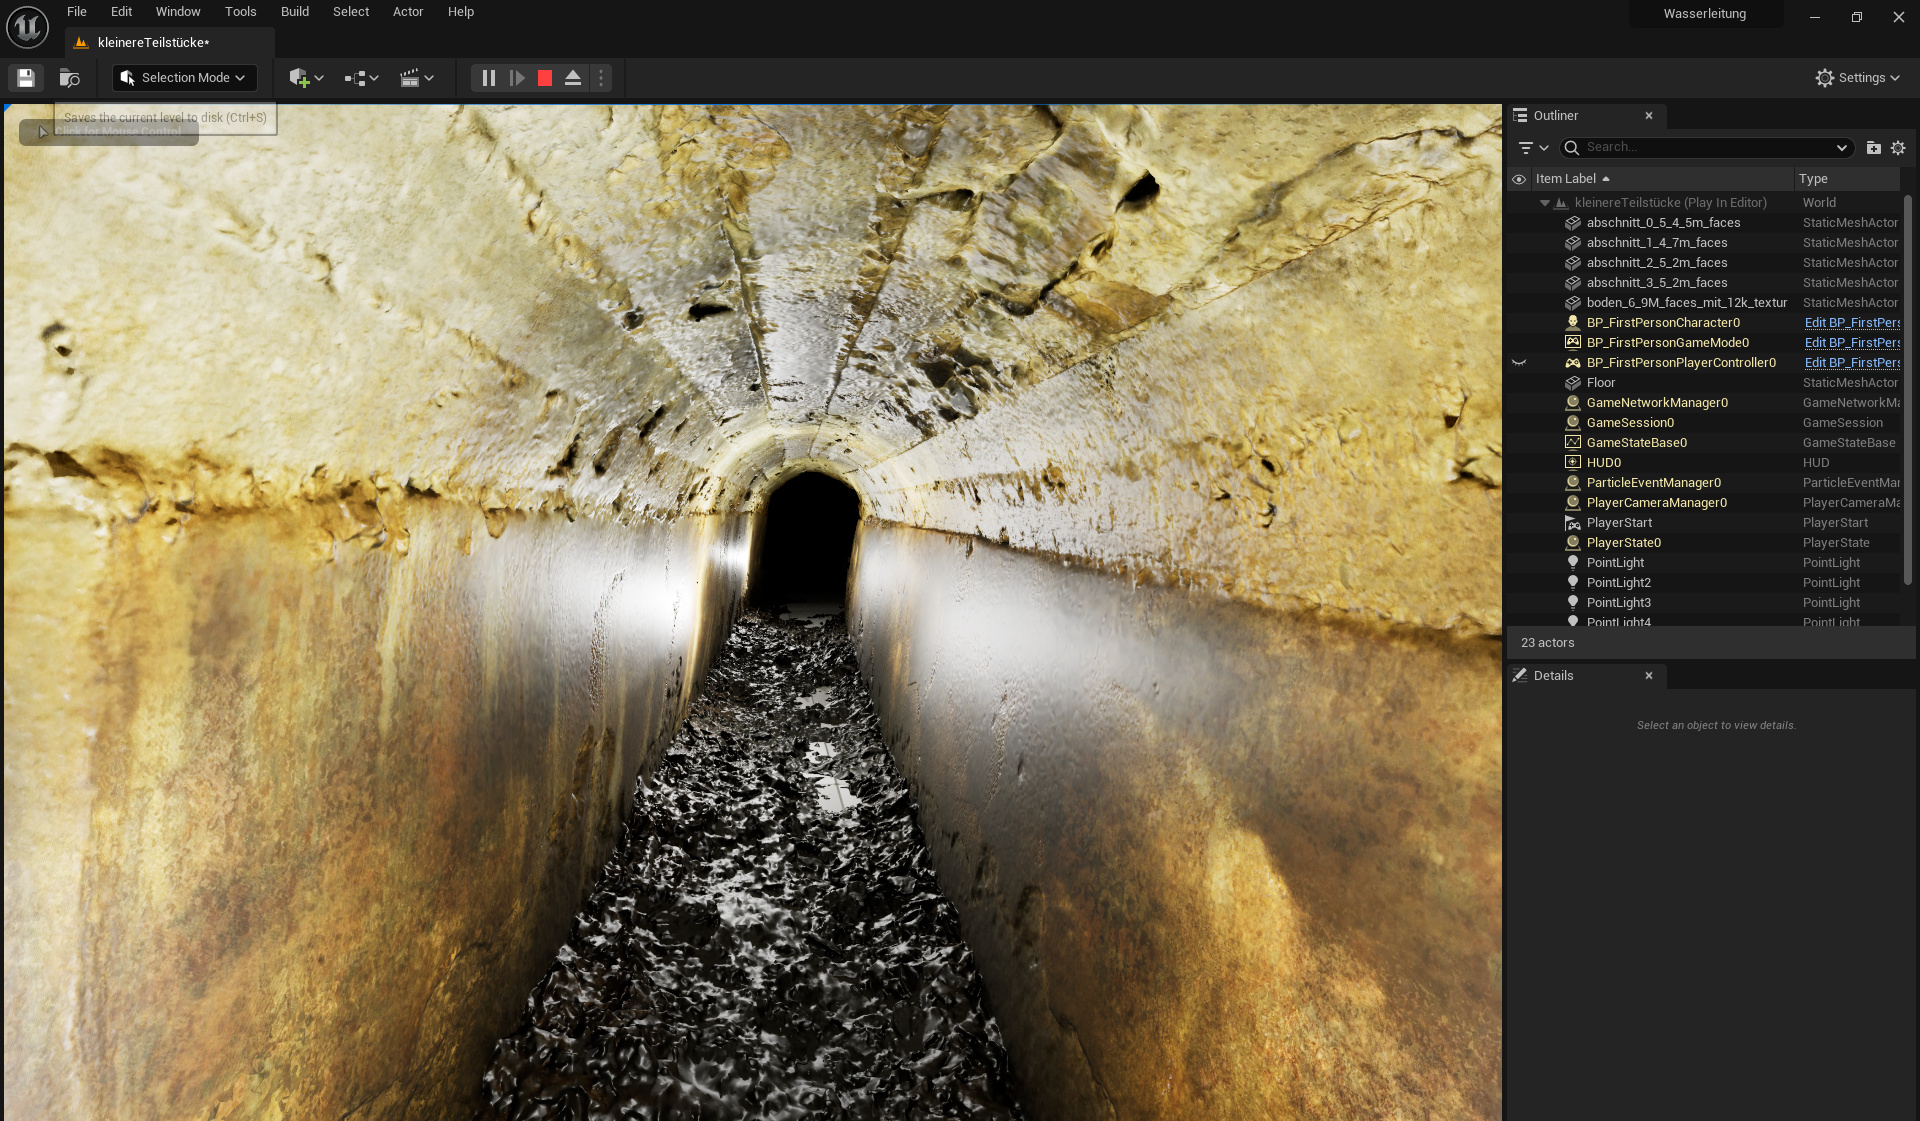 File Edit Window Tools Build Select Actor Help
Wasserleitung
kleinereTeilstücke*
Selection Mode
Settings
Saves the current level to disk (Ctrl+S)
Click for Mouse Control
Outliner
Search...
Item Label Type
kleinereTeilstücke (Play In Editor) World
abschnitt_0_5_4_5m_faces StaticMeshActor
abschnitt_1_4_7m_faces StaticMeshActor
abschnitt_2_5_2m_faces StaticMeshActor
abschnitt_3_5_2m_faces StaticMeshActor
boden_6_9M_faces_mit_12k_textur StaticMeshActor
BP_FirstPersonCharacter0 Edit BP_FirstPers
BP_FirstPersonGameMode0 Edit BP_FirstPers
BP_FirstPersonPlayerController0 Edit BP_FirstPers
Floor StaticMeshActor
GameNetworkManager0 GameNetworkMa
GameSession0 GameSession
GameStateBase0 GameStateBase
HUD0 HUD
ParticleEventManager0 ParticleEventMan
PlayerCameraManager0 PlayerCameraMa
PlayerStart PlayerStart
PlayerState0 PlayerState
PointLight PointLight
PointLight2 PointLight
PointLight3 PointLight
PointLight4 PointLight
23 actors
Details
Select an object to view details.